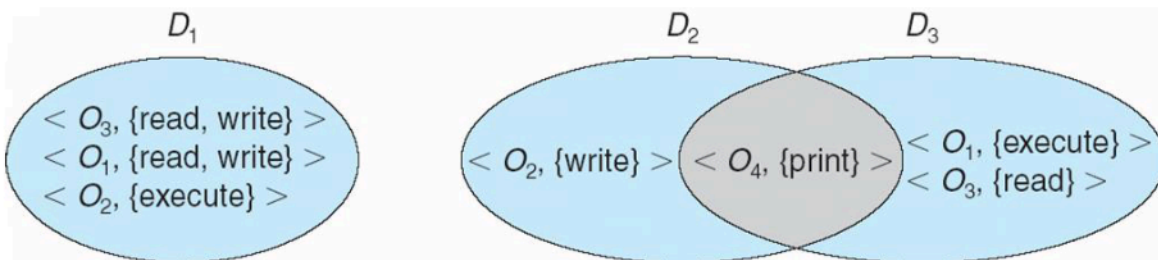 D₁
D₂
D₃
< O₃, {read, write} >
< O₁, {read, write} >
< O₂, {execute} >
< O₂, {write} >
< O₄, {print} >
< O₁, {execute} >
< O₃, {read} >